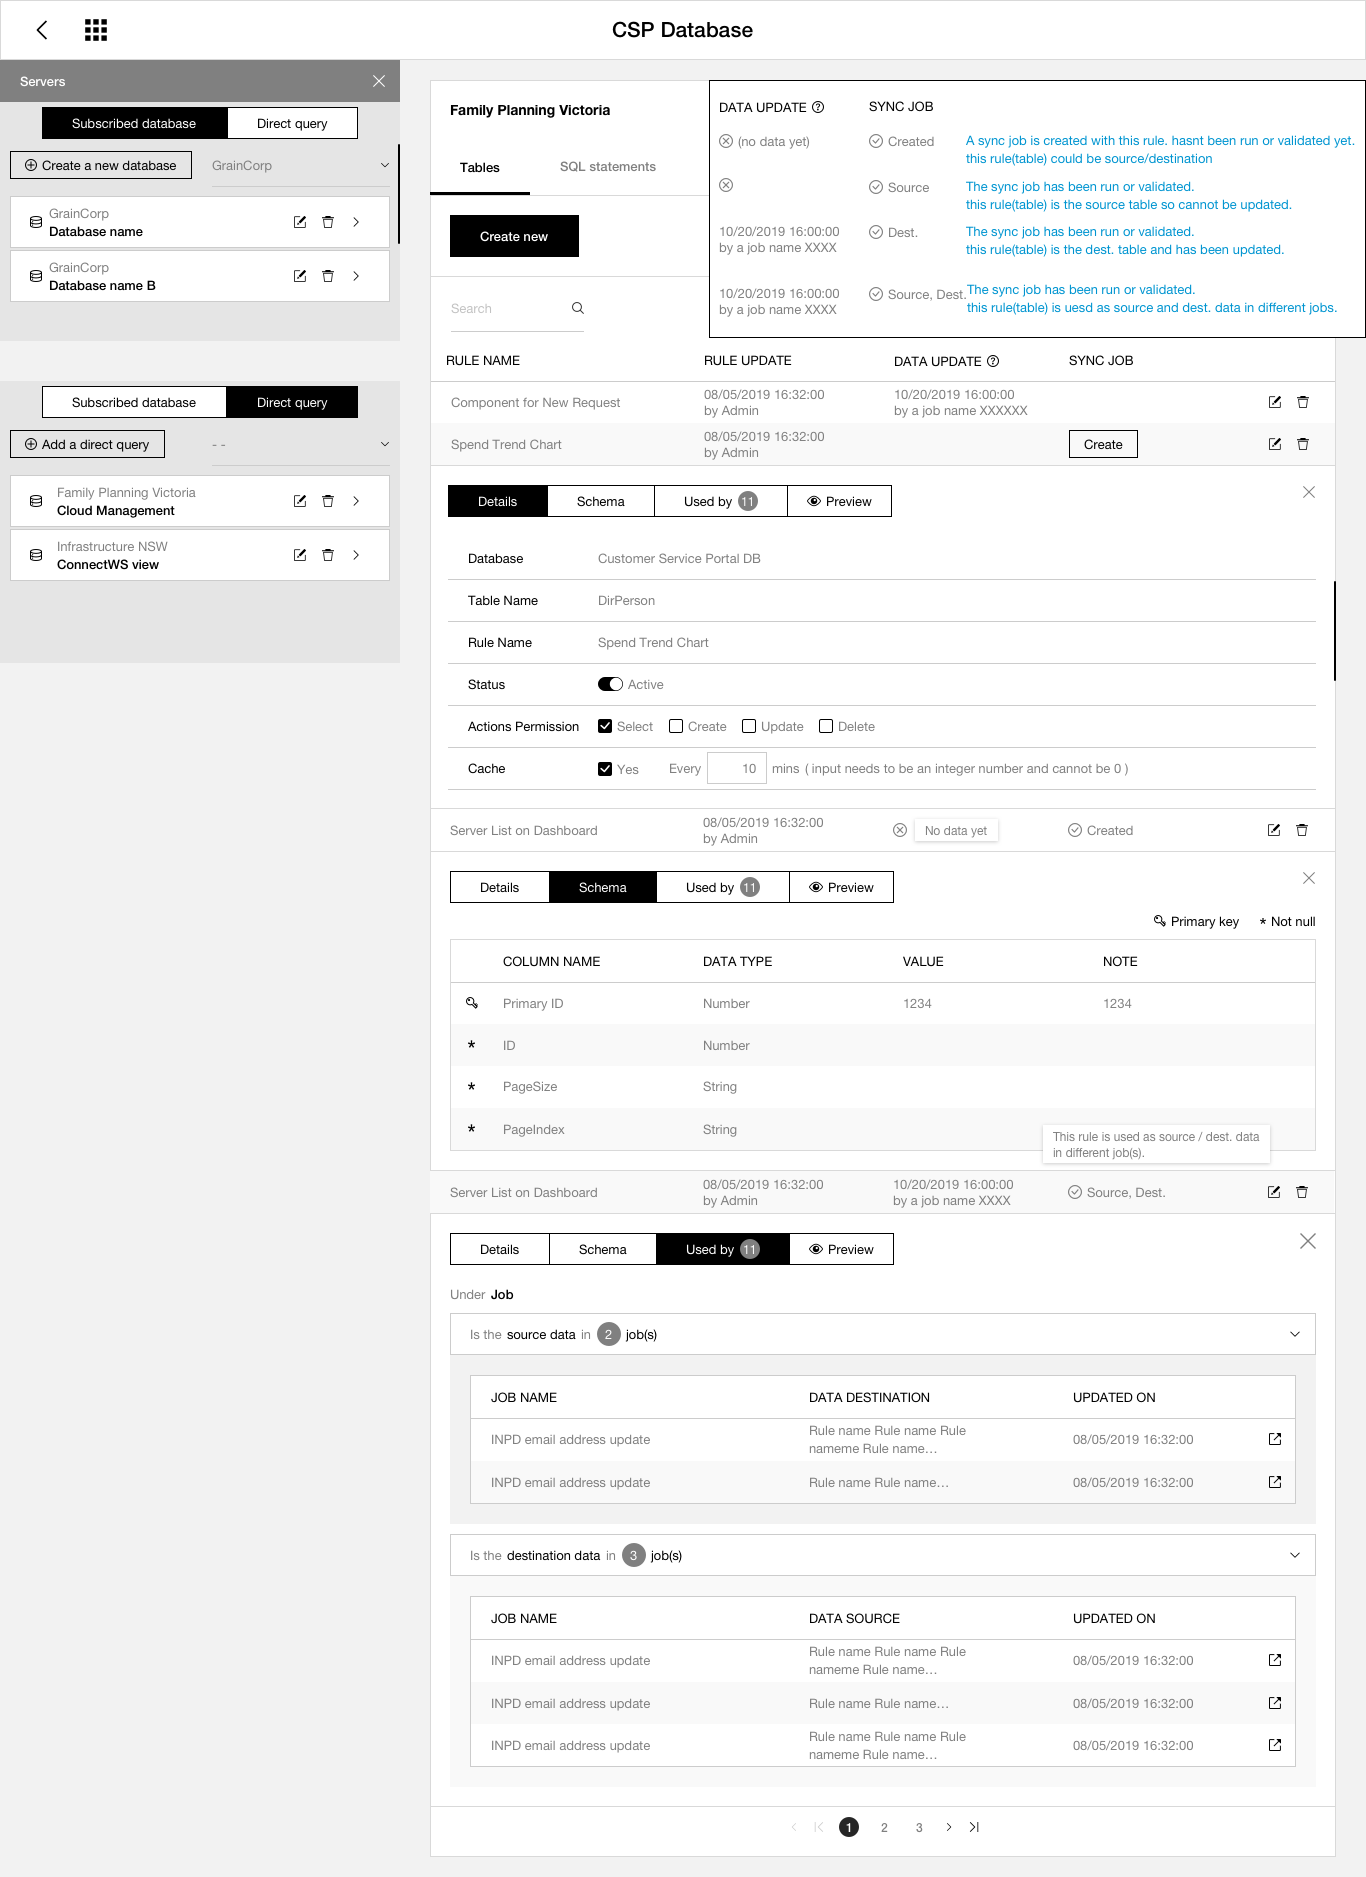 CSP Database
Servers
Subscribed database Direct query
Create a new database GrainCorp
GrainCorp
Database name
GrainCorp
Database name B
Subscribed database Direct query
Add a direct query - -
Family Planning Victoria
Cloud Management
Infrastructure NSW
ConnectWS view
Family Planning Victoria
Tables SQL statements
Create new
Search
DATA UPDATE ? SYNC JOB
(no data yet) Created A sync job is created with this rule. hasnt been run or validated yet.
this rule(table) could be source/destination
Source The sync job has been run or validated.
this rule(table) is the source table so cannot be updated.
10/20/2019 16:00:00 Dest. The sync job has been run or validated.
by a job name XXXX this rule(table) is the dest. table and has been updated.
10/20/2019 16:00:00 Source, Dest. The sync job has been run or validated.
by a job name XXXX this rule(table) is uesd as source and dest. data in different jobs.
RULE NAME RULE UPDATE DATA UPDATE ? SYNC JOB
Component for New Request 08/05/2019 16:32:00 10/20/2019 16:00:00
by Admin by a job name XXXXXX
Spend Trend Chart 08/05/2019 16:32:00 Create
by Admin
Details Schema Used by 11 Preview
Database Customer Service Portal DB
Table Name DirPerson
Rule Name Spend Trend Chart
Status Active
Actions Permission Select Create Update Delete
Cache Yes Every 10 mins ( input needs to be an integer number and cannot be 0 )
Server List on Dashboard 08/05/2019 16:32:00 No data yet Created
by Admin
Details Schema Used by 11 Preview
Primary key * Not null
COLUMN NAME DATA TYPE VALUE NOTE
Primary ID Number 1234 1234
* ID Number
* PageSize String
* PageIndex String
This rule is used as source / dest. data
in different job(s).
Server List on Dashboard 08/05/2019 16:32:00 10/20/2019 16:00:00 Source, Dest.
by Admin by a job name XXXX
Details Schema Used by 11 Preview
Under Job
Is the source data in 2 job(s)
JOB NAME DATA DESTINATION UPDATED ON
INPD email address update Rule name Rule name Rule 08/05/2019 16:32:00
nameme Rule name…
INPD email address update Rule name Rule name… 08/05/2019 16:32:00
Is the destination data in 3 job(s)
JOB NAME DATA SOURCE UPDATED ON
INPD email address update Rule name Rule name Rule 08/05/2019 16:32:00
nameme Rule name…
INPD email address update Rule name Rule name… 08/05/2019 16:32:00
INPD email address update Rule name Rule name Rule 08/05/2019 16:32:00
nameme Rule name…
1 2 3